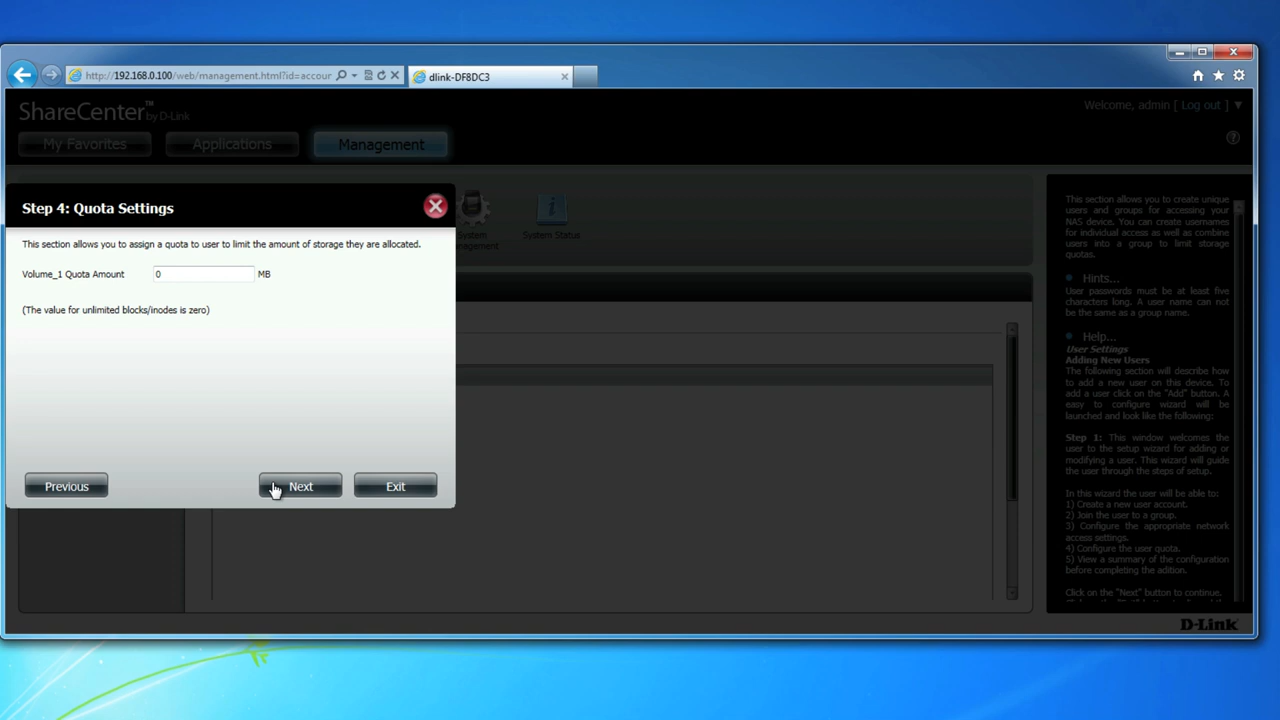 http://192.168.0.100/web/management.html?id=accour
dlink-DF8DC3
ShareCenter™ by D-Link
Welcome, admin [ Log out ]
My Favorites
Applications
Management
Step 4: Quota Settings
This section allows you to assign a quota to user to limit the amount of storage they are allocated.
Volume_1 Quota Amount
0
MB
(The value for unlimited blocks/inodes is zero)
Previous
Next
Exit
System
System Status
This section allows you to create unique
users and groups for accessing your
NAS device. You can create usernames
for individual access as well as combine
users into a group to limit storage
quotas.
Hints...
User passwords must be at least five
characters long. A user name can not
be the same as a group name.
Help...
User Settings
Adding New Users
The following section will describe how
to add a new user on this device. To
add a user click on the "Add" button. A
easy to configure wizard will be
launched and look like the following:
Step 1: This window welcomes the
user to the setup wizard for adding or
modifying a user. This wizard will guide
the user through the steps of setup.
In this wizard the user will be able to:
1) Create a new user account.
2) Join the user to a group.
3) Configure the appropriate network
access settings.
4) Configure the user quota.
5) View a summary of the configuration
before completing the adition.
Click on the "Next" button to continue.
D-Link